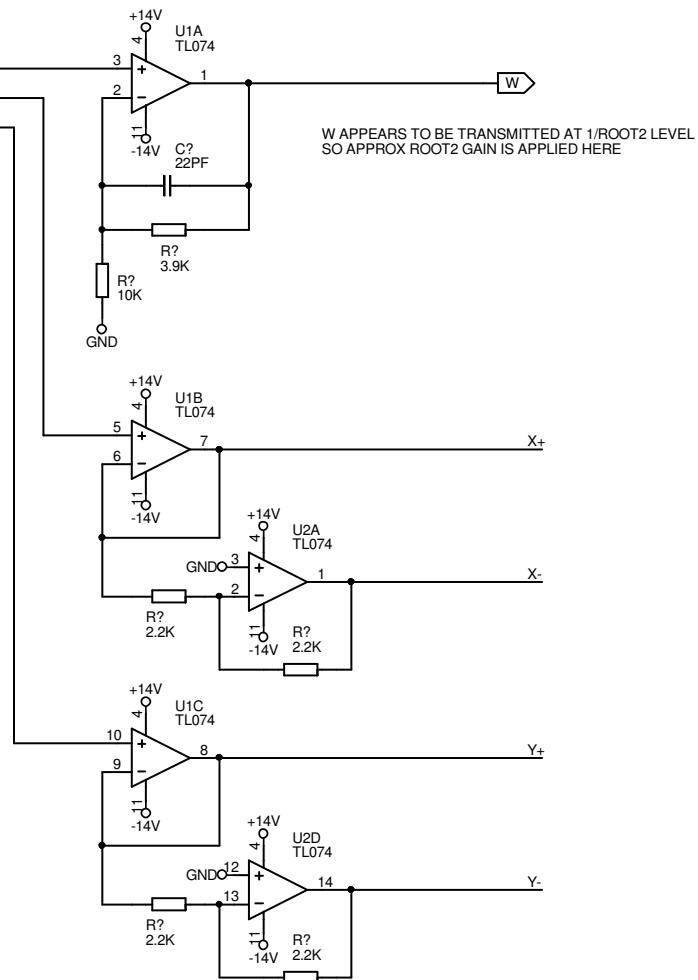 +14V
4
U1A
TL074
3
+
1
2
−
W
11
-14V
W APPEARS TO BE TRANSMITTED AT 1/ROOT2 LEVEL
SO APPROX ROOT2 GAIN IS APPLIED HERE
C?
22PF
R?
3.9K
R?
10K
GND
+14V
4
U1B
TL074
5
+
7
X+
6
−
11
-14V
+14V
4
U2A
TL074
GND
3
+
1
X-
2
−
11
-14V
R?
2.2K
R?
2.2K
+14V
4
U1C
TL074
10
+
8
Y+
9
−
11
-14V
+14V
4
U2D
TL074
GND
12
+
14
Y-
13
−
11
-14V
R?
2.2K
R?
2.2K